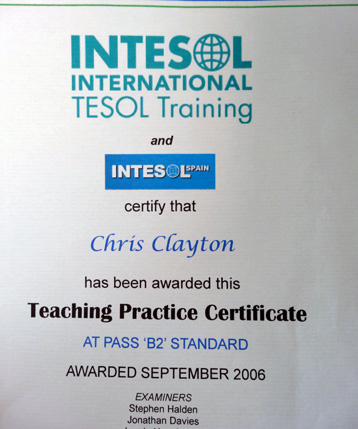 INTESOL
INTERNATIONAL
TESOL Training
and
INTESOL SPAIN
certify that
Chris Clayton
has been awarded this
Teaching Practice Certificate
AT PASS 'B2' STANDARD
AWARDED SEPTEMBER 2006
EXAMINERS
Stephen Halden
Jonathan Davies